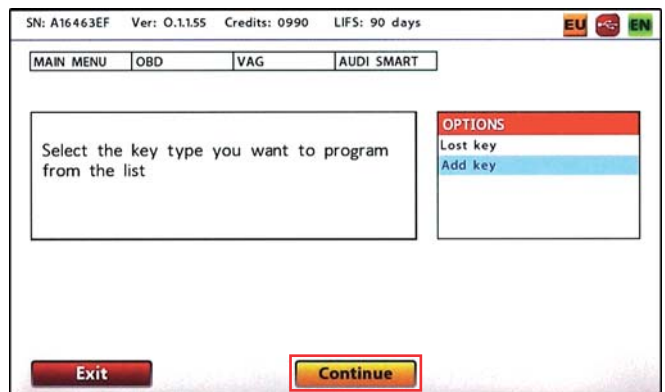 SN: A16463EF Ver: 0.1.1.55 Credits: 0990 LIFS: 90 days EU EN
MAIN MENU OBD VAG AUDI SMART
OPTIONS
Select the key type you want to program
from the list
Lost key
Add key
Exit Continue